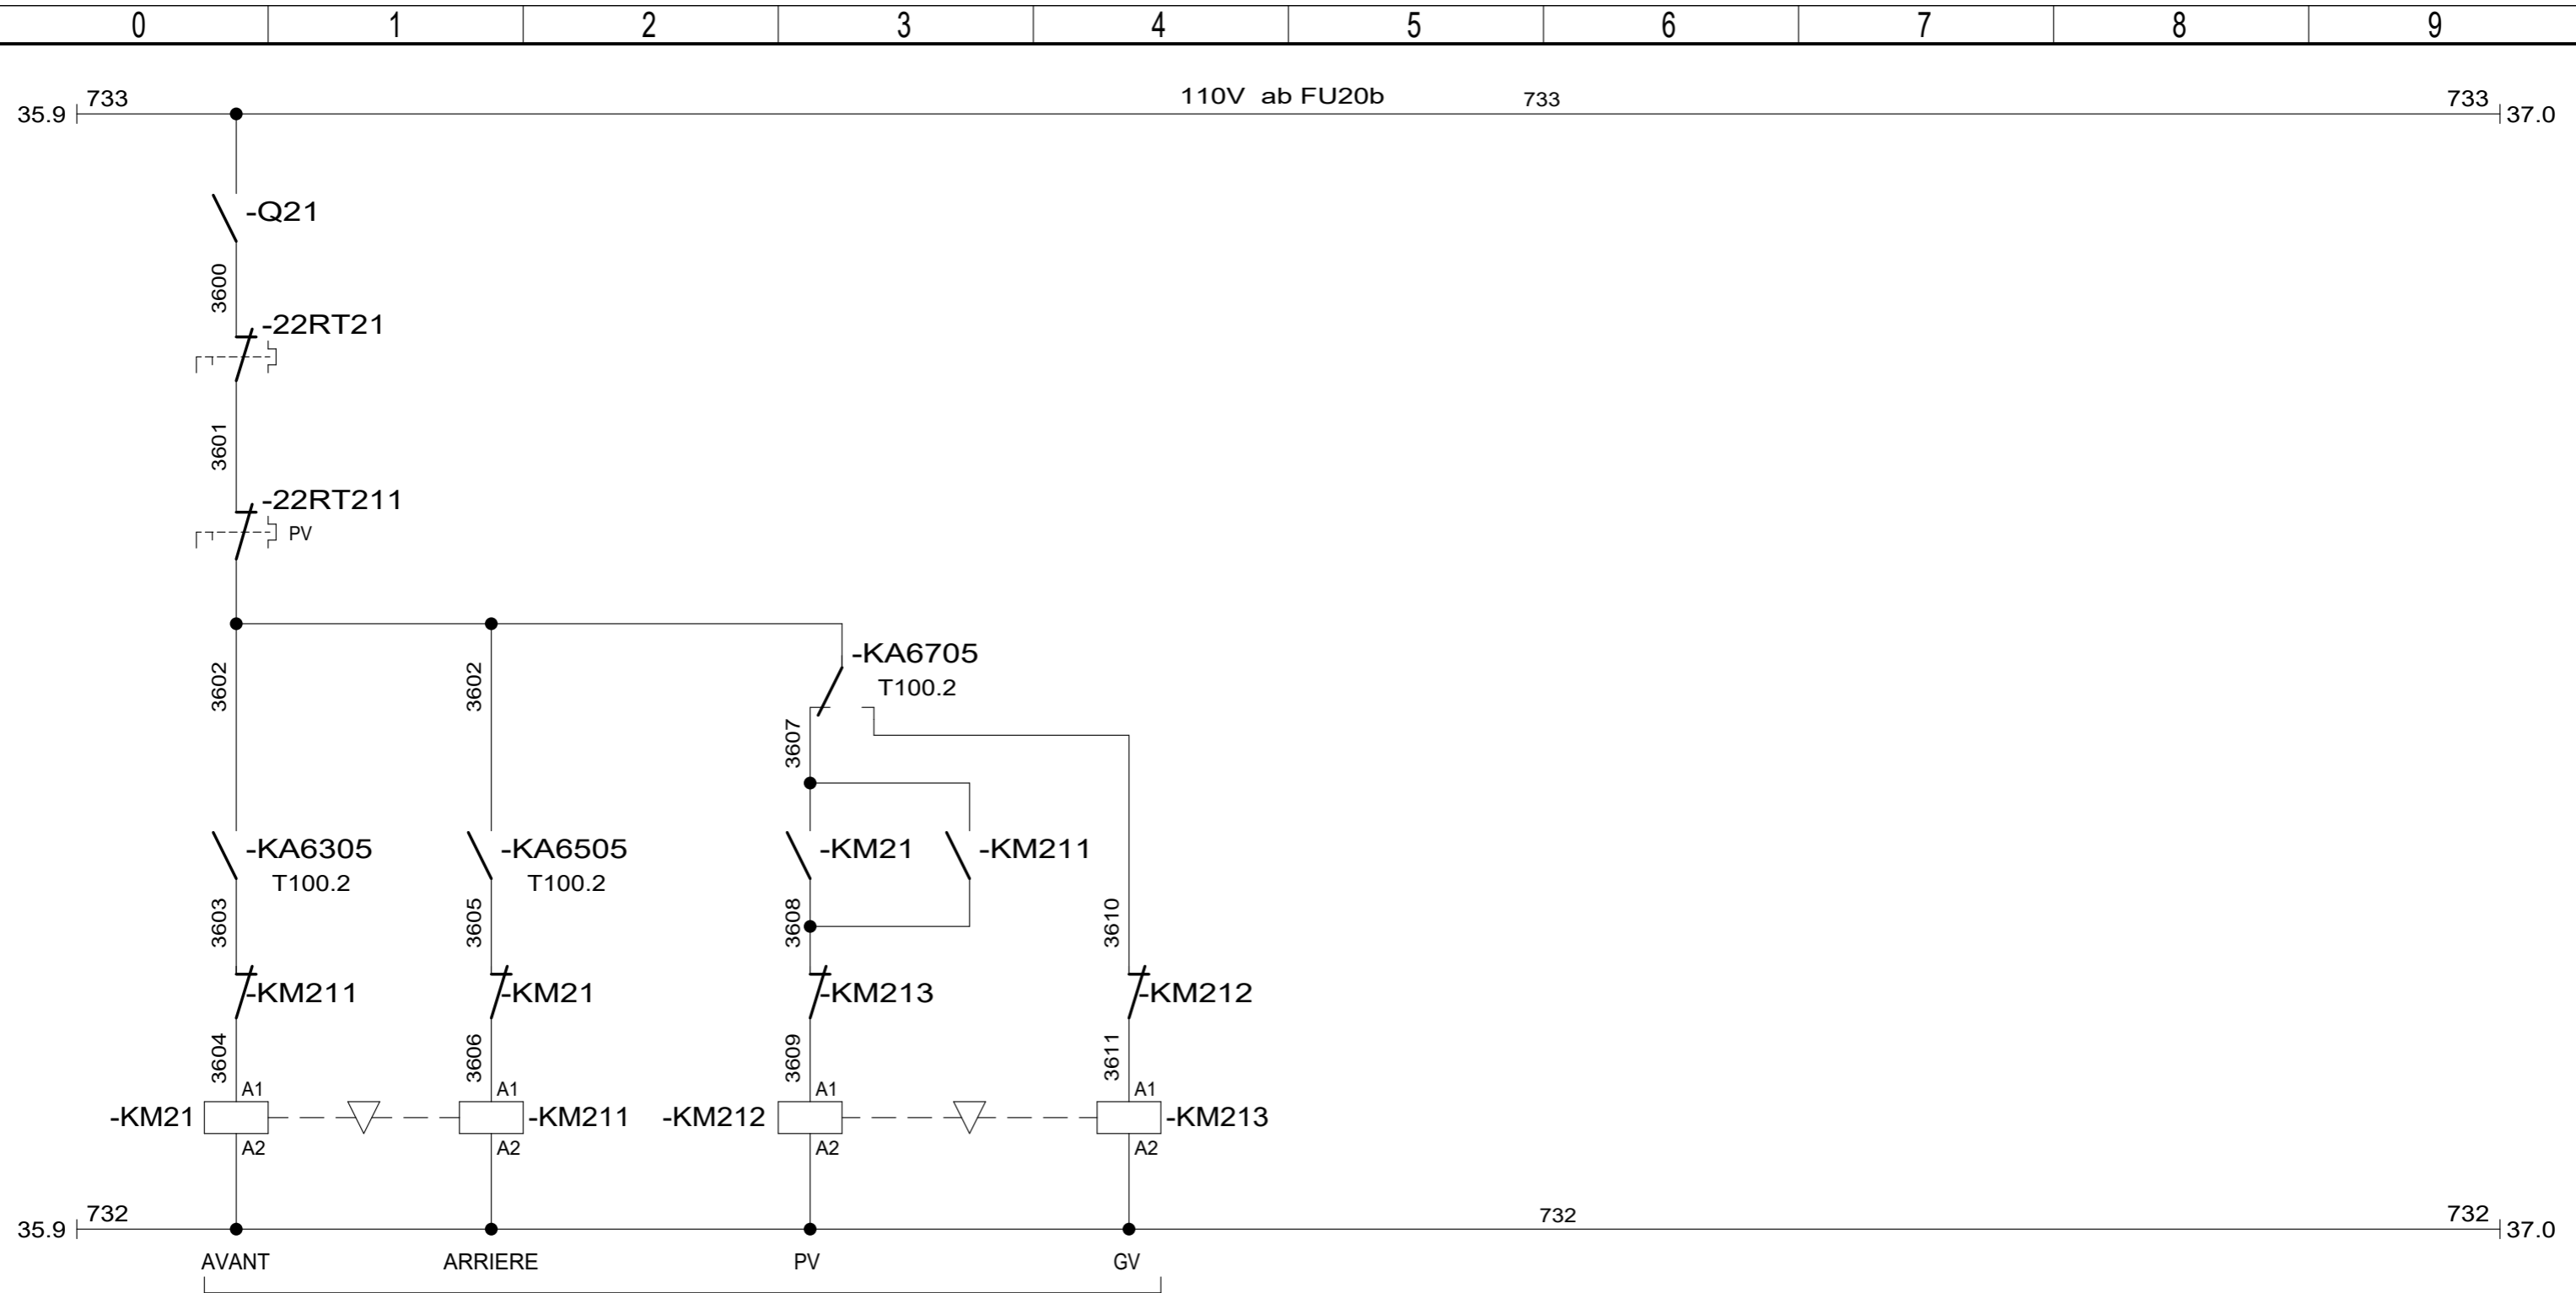 0 1 2 3 4 5 6 7 8 9
110V ab FU20b
733 733 733
35.9 37.0
-Q21
3600
-22RT21
3601
-22RT211
PV
-KA6705
3602 3602
T100.2
3607
-KA6305 -KA6505 -KM21 -KM211
T100.2 T100.2
3603 3605 3608 3610
-KM211 -KM21 -KM213 -KM212
3604 3606 3609 3611
A1 A1 A1 A1
-KM21 -KM211 -KM212 -KM213
A2 A2 A2 A2
732 732 732
35.9 37.0
AVANT ARRIERE PV GV